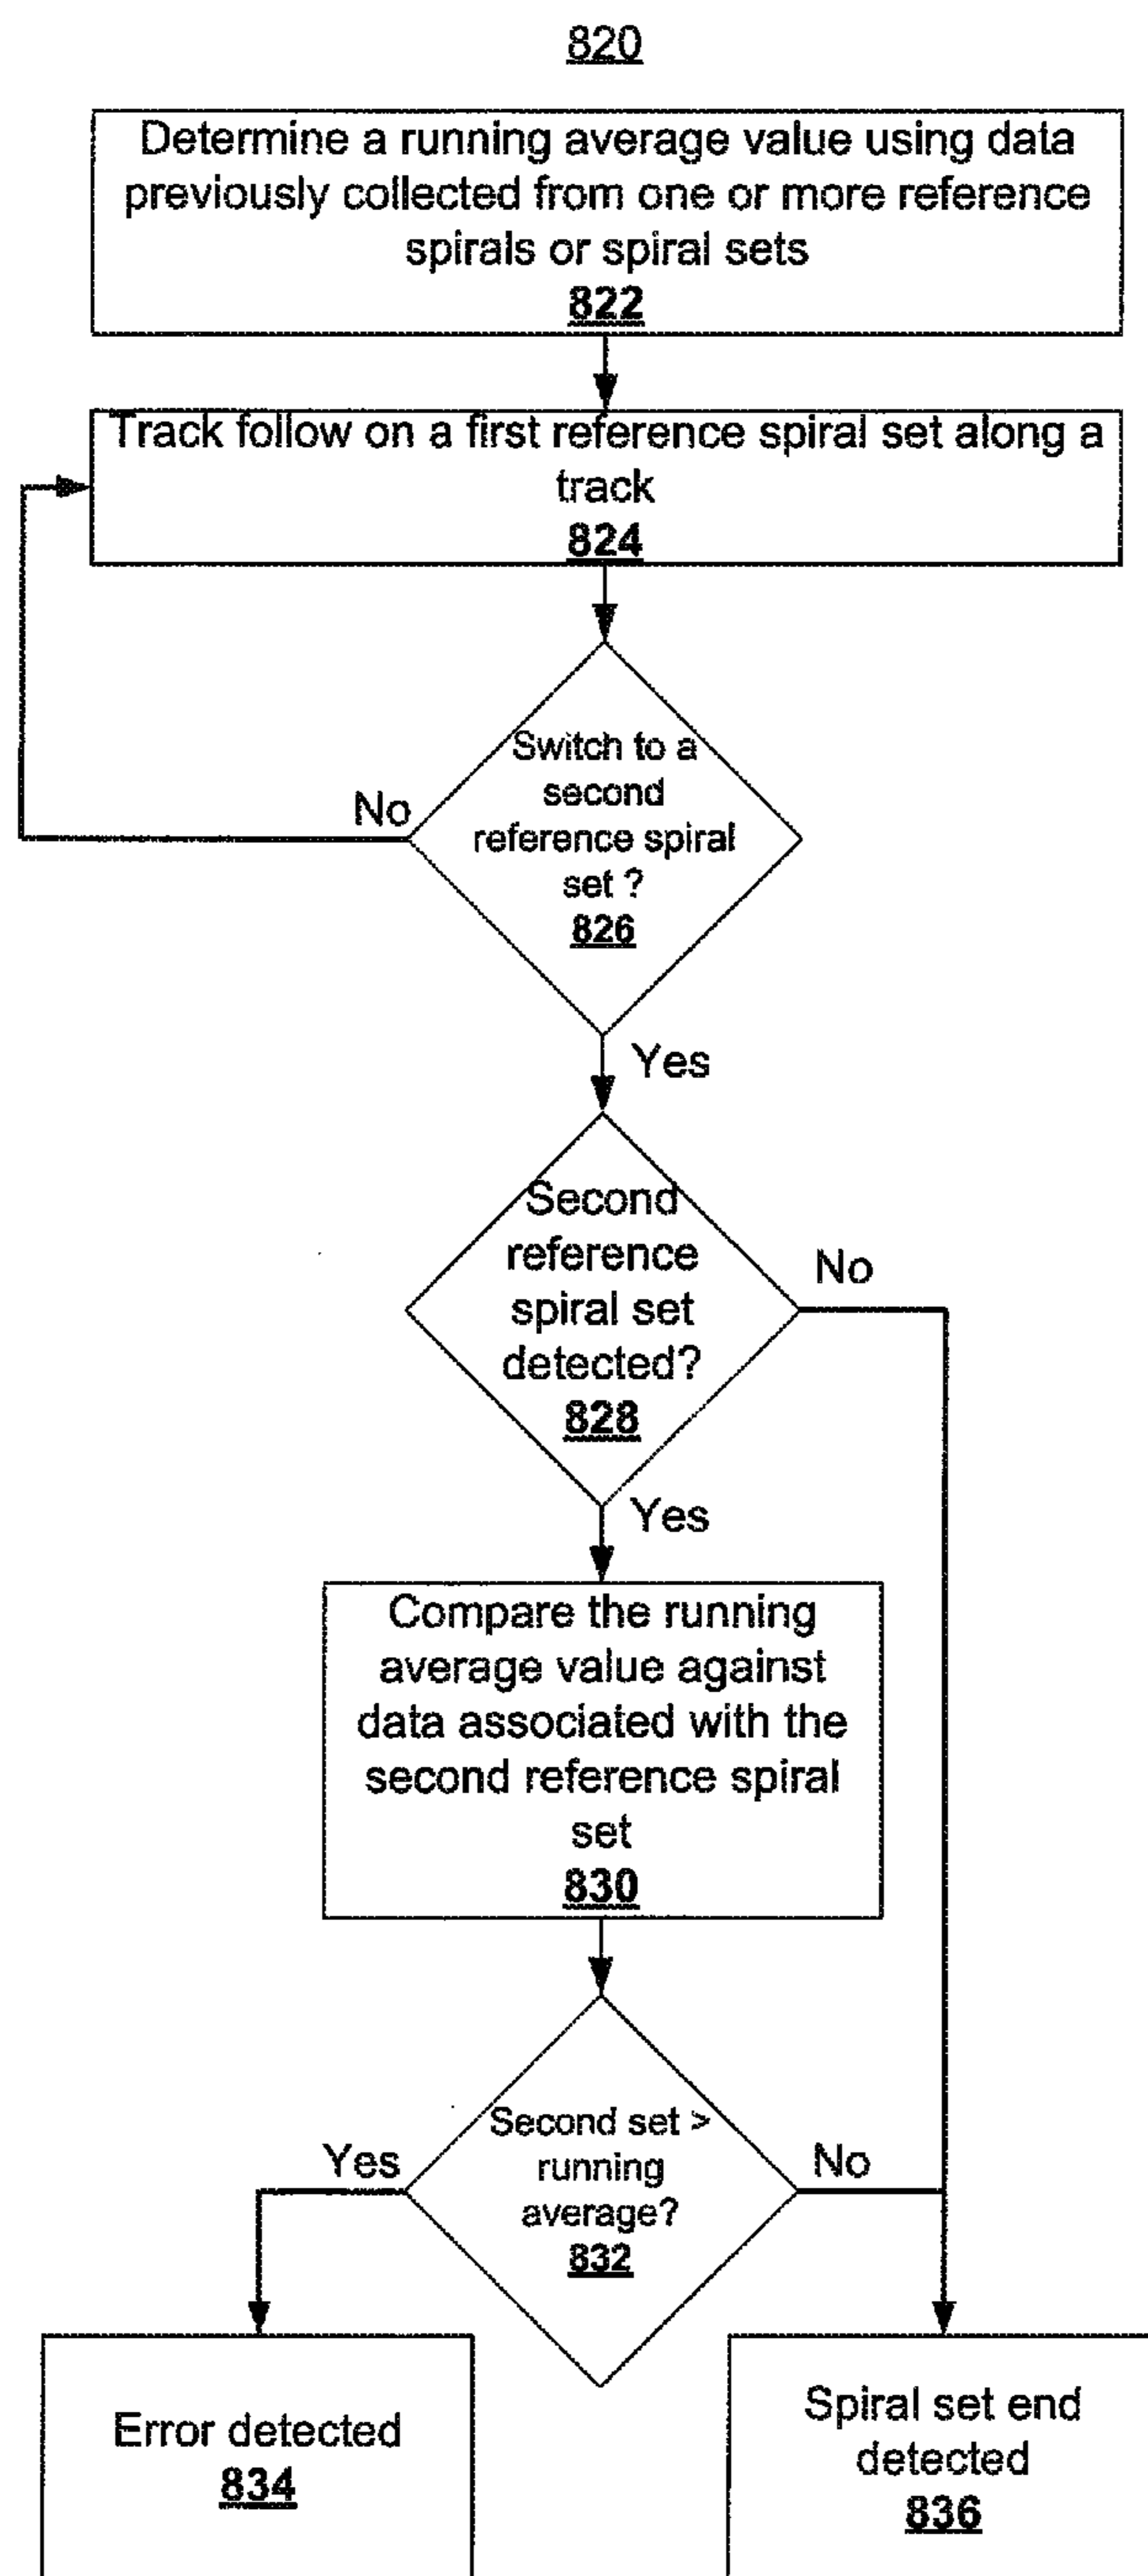 820
Determine a running average value using data
previously collected from one or more reference
spirals or spiral sets
822
Track follow on a first reference spiral set along a
track
824
Switch to a
second
reference spiral
set ?
826
No
Yes
Second
reference
spiral set
detected?
828
No
Yes
Compare the running
average value against
data associated with the
second reference spiral
set
830
Second set >
running
average?
832
Yes
No
Error detected
834
Spiral set end
detected
836